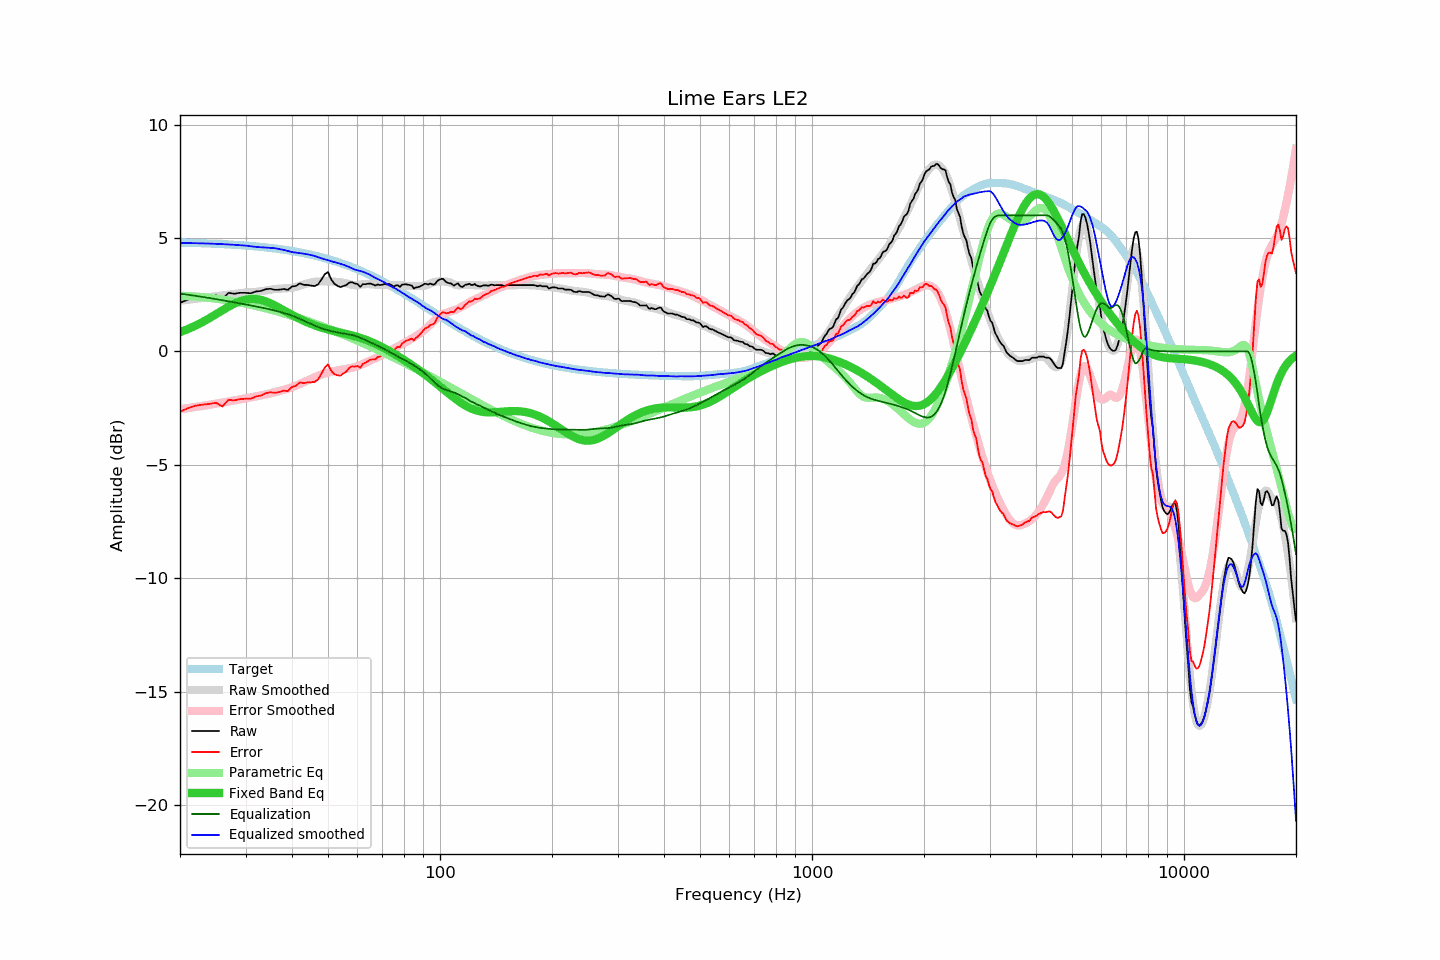 Lime Ears LE2
10
5
0
−5
−10
−15
−20
Amplitude (dBr)
Target
Raw Smoothed
Error Smoothed
Raw
Error
Parametric Eq
Fixed Band Eq
Equalization
Equalized smoothed
100
1000
10000
Frequency (Hz)